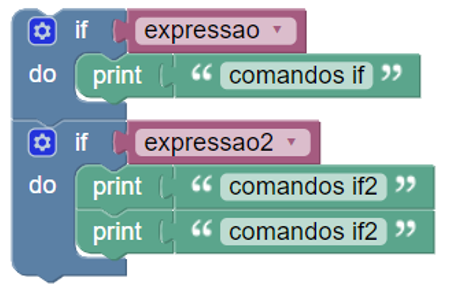 if expressao
do print “ comandos if ”
if expressao2
do print “ comandos if2 ”
print “ comandos if2 ”